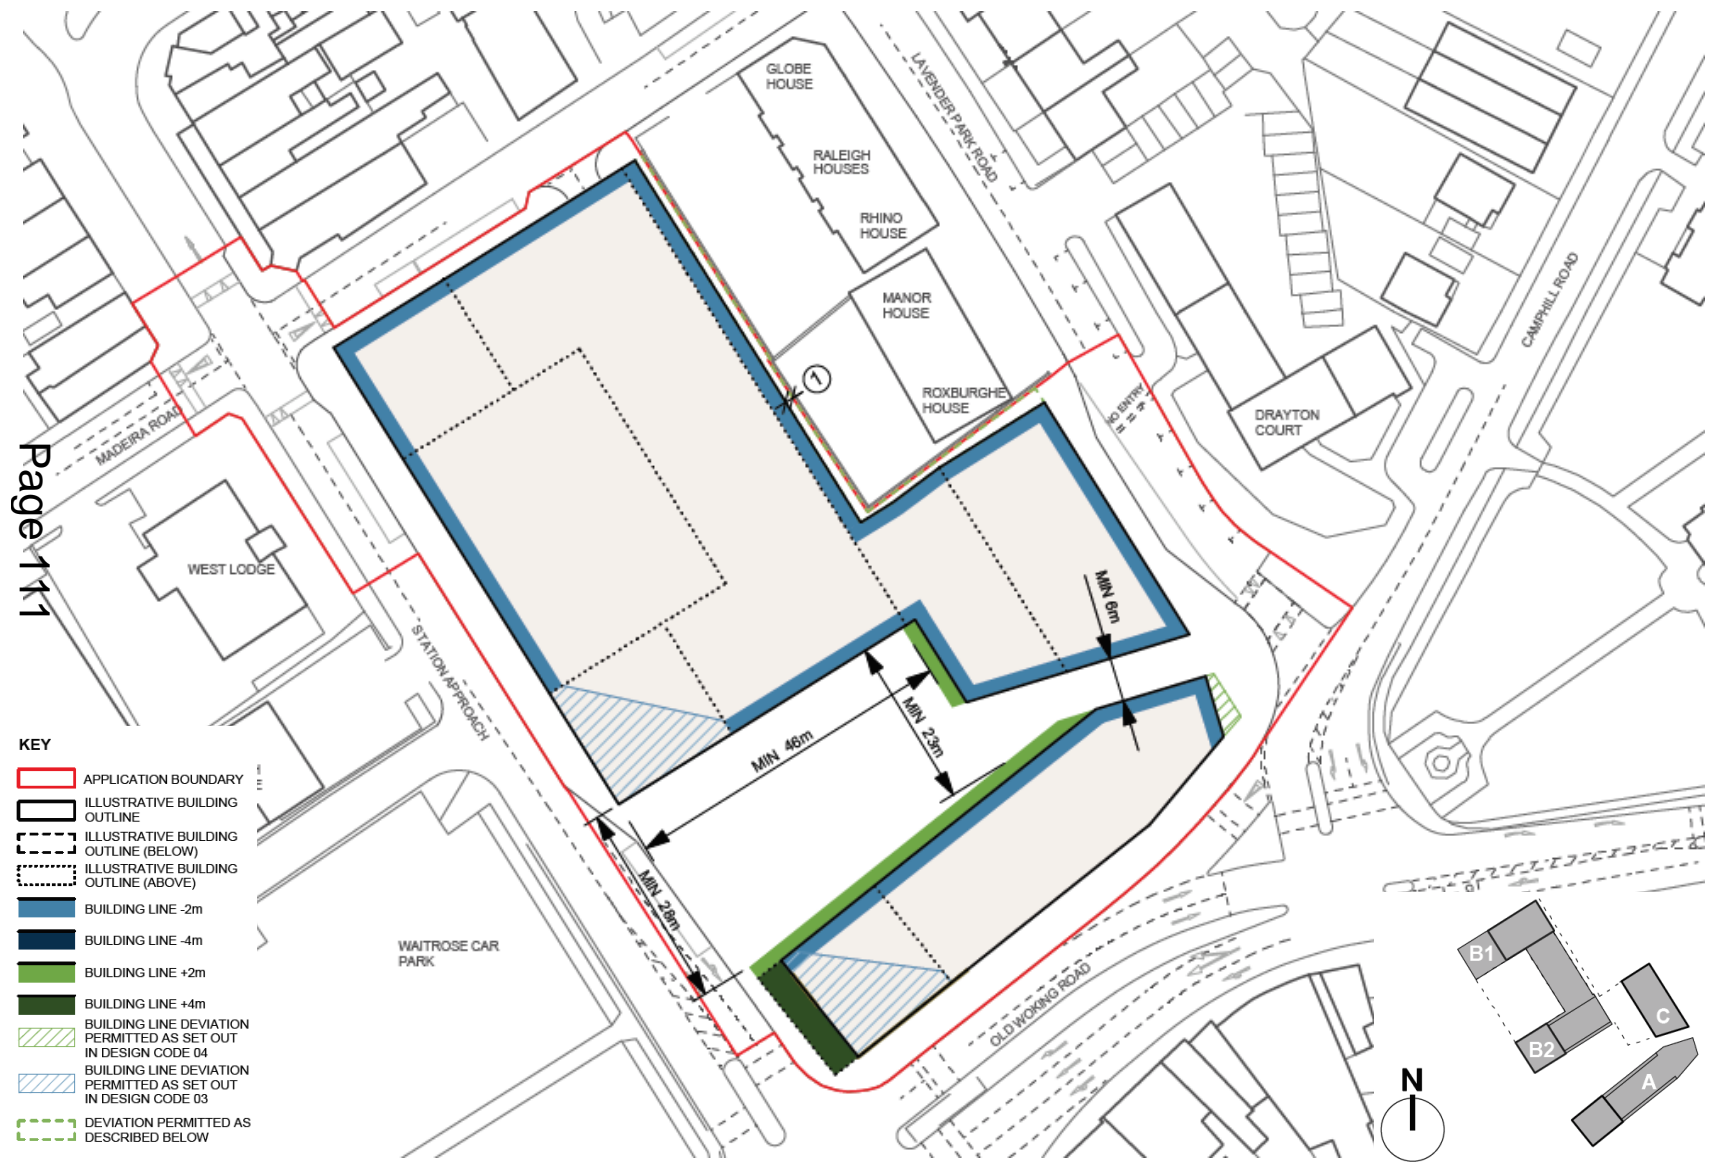 GLOBE
HOUSE
RALEIGH
HOUSES
RHINO
HOUSE
MANOR
HOUSE
ROXBURGHE
HOUSE
LAVENDER PARK ROAD
NO ENTRY
DRAYTON
COURT
CAMPHILL ROAD
1
MADEIRA ROAD
WEST LODGE
STATION APPROACH
MIN 6m
MIN 46m
MIN 23m
MIN 28m
WAITROSE CAR
PARK
OLD WOKING ROAD
Page 111
KEY
APPLICATION BOUNDARY
ILLUSTRATIVE BUILDING
OUTLINE
ILLUSTRATIVE BUILDING
OUTLINE (BELOW)
ILLUSTRATIVE BUILDING
OUTLINE (ABOVE)
BUILDING LINE -2m
BUILDING LINE -4m
BUILDING LINE +2m
BUILDING LINE +4m
BUILDING LINE DEVIATION
PERMITTED AS SET OUT
IN DESIGN CODE 04
BUILDING LINE DEVIATION
PERMITTED AS SET OUT
IN DESIGN CODE 03
DEVIATION PERMITTED AS
DESCRIBED BELOW
N
B1
B2
C
A